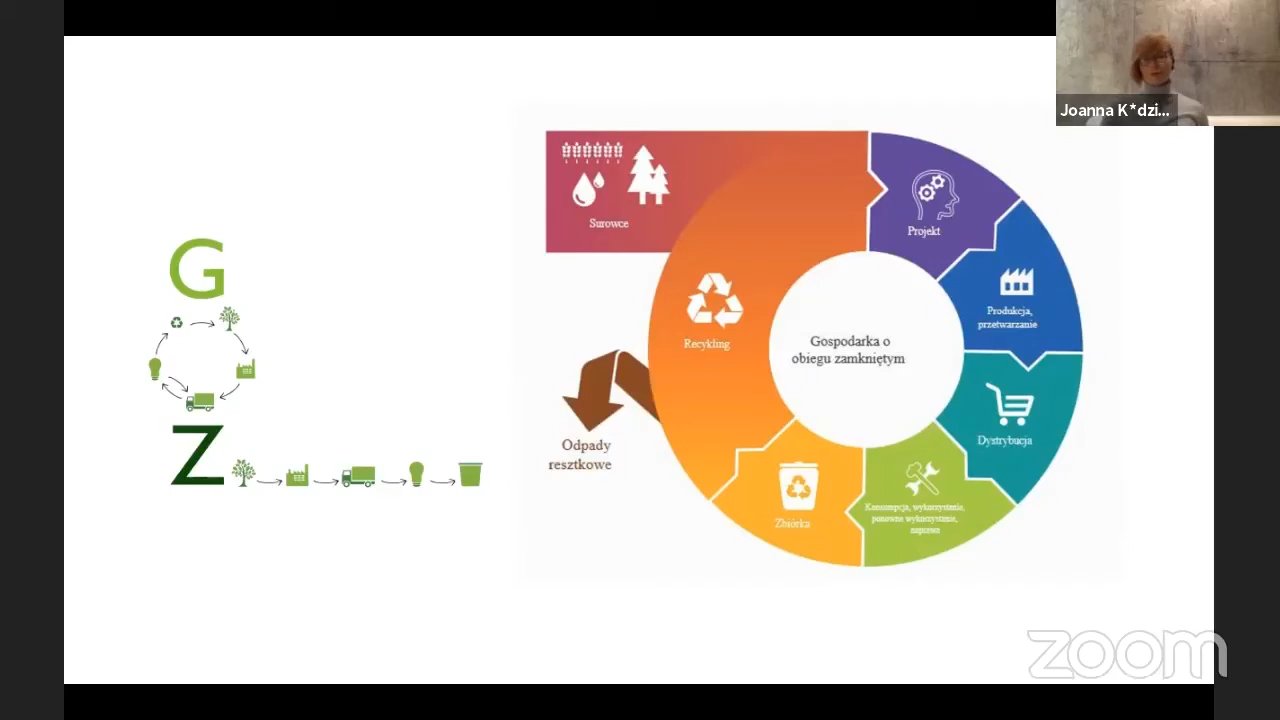 Joanna K*dzi...
G
Z
Surowce
Projekt
Produkcja,
przetwarzanie
Dystrybucja
Konsumpcja, wykorzystanie,
ponowne wykorzystanie,
naprawa
Zbiórka
Recykling
Odpady
resztkowe
Gospodarka o
obiegu zamkniętym
zoom